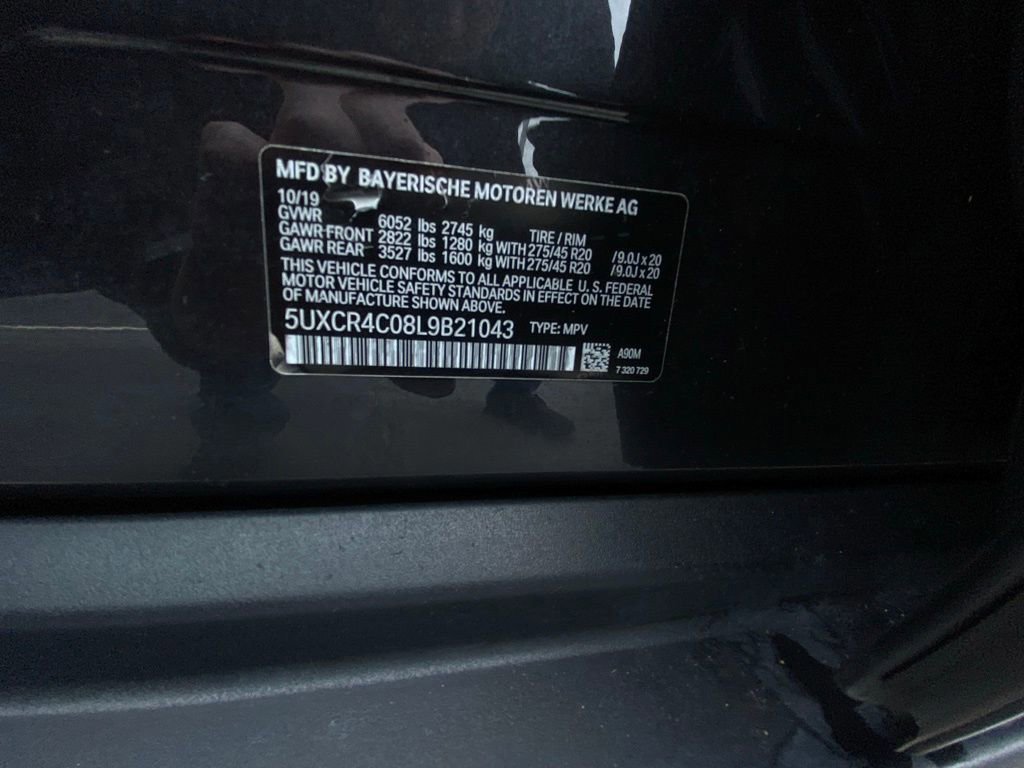 MFD BY BAYERISCHE MOTOREN WERKE AG
10/19
GVWR 6052 lbs 2745 kg TIRE / RIM
GAWR FRONT 2822 lbs 1280 kg WITH 275/45 R20 /9.0J x 20
GAWR REAR 3527 lbs 1600 kg WITH 275/45 R20 /9.0J x 20
THIS VEHICLE CONFORMS TO ALL APPLICABLE U. S. FEDERAL
MOTOR VEHICLE SAFETY STANDARDS IN EFFECT ON THE DATE
OF MANUFACTURE SHOWN ABOVE.
5UXCR4C08L9B21043 TYPE: MPV
A90M
7 320 729